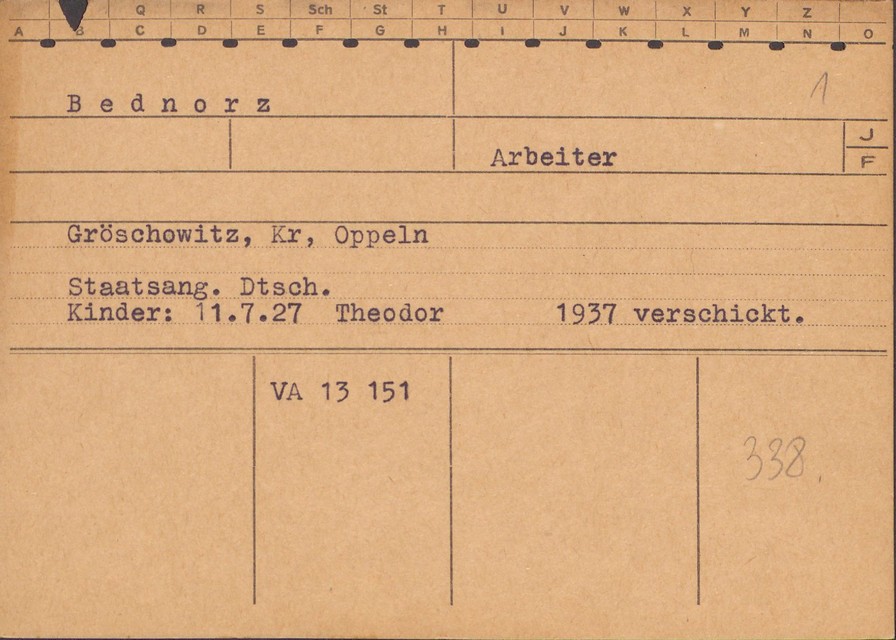 Q R S Sch St T U V W X Y Z
A B C D E F G H I J K L M N O
1
Bednorz
J
Arbeiter
F
Gröschowitz, Kr, Oppeln
Staatsang. Dtsch.
Kinder: 11.7.27 Theodor 1937 verschickt.
VA 13 151
338.